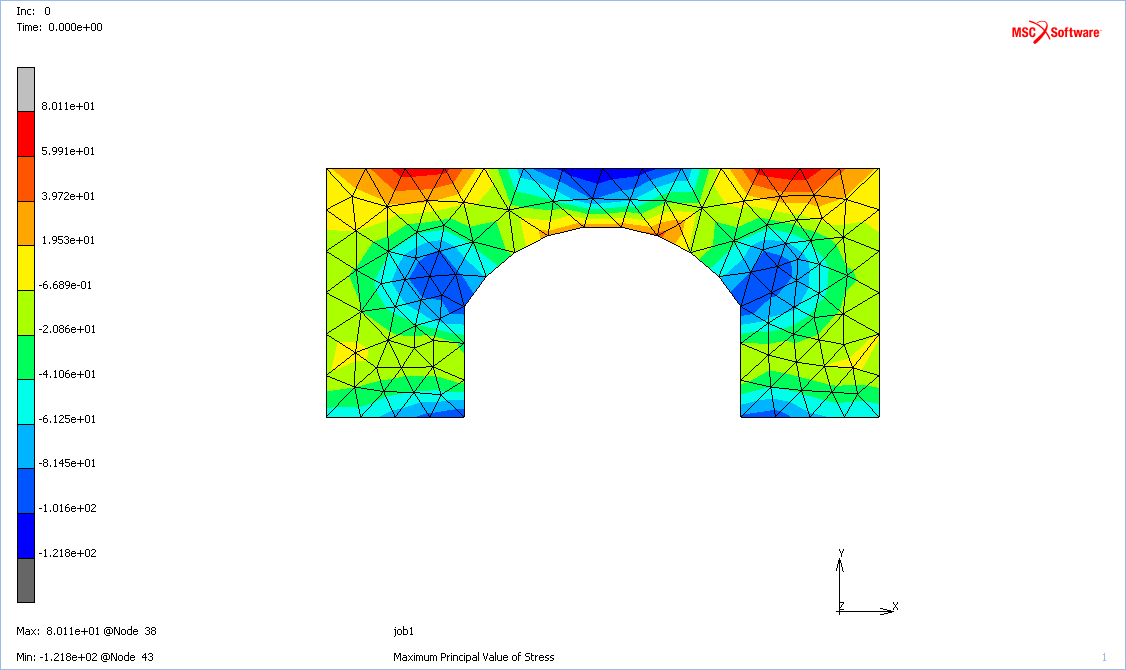 Inc: 0
Time: 0.000e+00
MSC Software
8.011e+01
5.991e+01
3.972e+01
1.953e+01
-6.689e-01
-2.086e+01
-4.106e+01
-6.125e+01
-8.145e+01
-1.016e+02
-1.218e+02
Y
Z X
Max: 8.011e+01 @Node 38
job1
Min: -1.218e+02 @Node 43
Maximum Principal Value of Stress
1